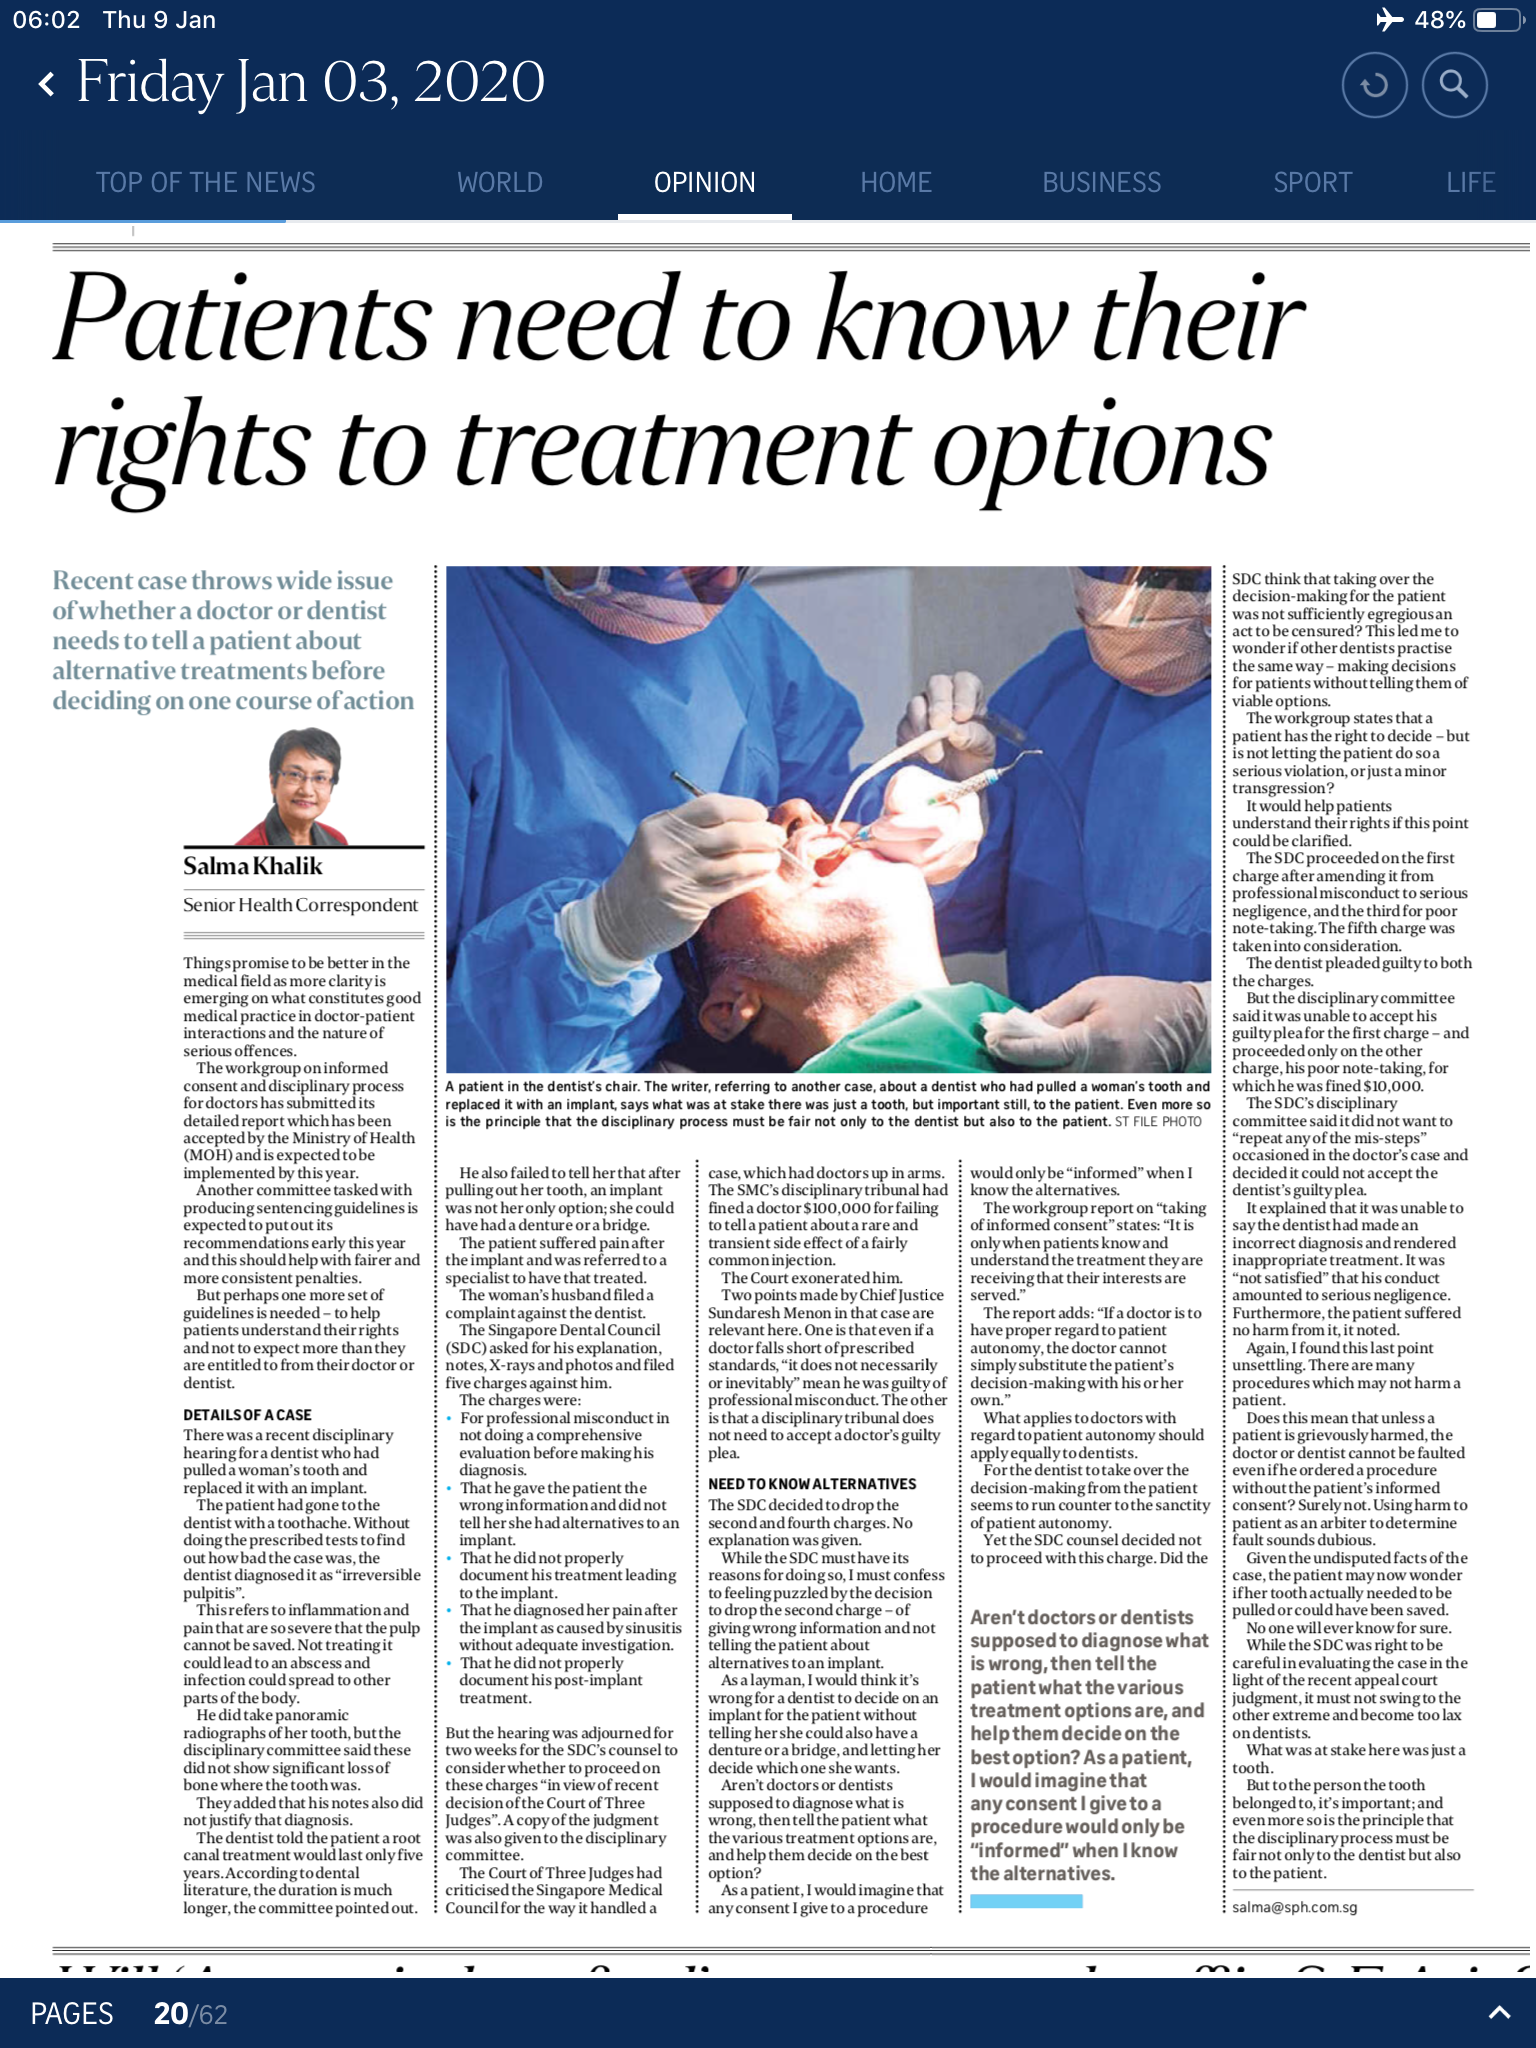 06:02 Thu 9 Jan
48%
Friday Jan 03, 2020
TOP OF THE NEWS WORLD OPINION HOME BUSINESS SPORT LIFE
Patients need to know their
rights to treatment options
Recent case throws wide issue
of whether a doctor or dentist
needs to tell a patient about
alternative treatments before
deciding on one course of action
Salma Khalik
Senior Health Correspondent
Things promise to be better in the
medical field as more clarity is
emerging on what constitutes good
medical practice in doctor-patient
interactions and the nature of
serious offences.
The workgroup on informed
consent and disciplinary process
for doctors has submitted its
detailed report which has been
accepted by the Ministry of Health
(MOH) and is expected to be
implemented by this year.
Another committee tasked with
producing sentencing guidelines is
expected to put out its
recommendations early this year
and this should help with fairer and
more consistent penalties.
But perhaps one more set of
guidelines is needed – to help
patients understand their rights
and not to expect more than they
are entitled to from their doctor or
dentist.
DETAILS OF A CASE
There was a recent disciplinary
hearing for a dentist who had
pulled a woman's tooth and
replaced it with an implant.
The patient had gone to the
dentist with a toothache. Without
doing the prescribed tests to find
out how bad the case was, the
dentist diagnosed it as "irreversible
pulpitis".
This refers to inflammation and
pain that are so severe that the pulp
cannot be saved. Not treating it
could lead to an abscess and
infection could spread to other
parts of the body.
He did take panoramic
radiographs of her tooth, but the
disciplinary committee said these
did not show significant loss of
bone where the tooth was.
They added that his notes also did
not justify that diagnosis.
The dentist told the patient a root
canal treatment would last only five
years. According to dental
literature, the duration is much
longer, the committee pointed out.
A patient in the dentist's chair. The writer, referring to another case, about a dentist who had pulled a woman's tooth and
replaced it with an implant, says what was at stake there was just a tooth, but important still, to the patient. Even more so
is the principle that the disciplinary process must be fair not only to the dentist but also to the patient. ST FILE PHOTO
He also failed to tell her that after
pulling out her tooth, an implant
was not her only option; she could
have had a denture or a bridge.
The patient suffered pain after
the implant and was referred to a
specialist to have that treated.
The woman's husband filed a
complaint against the dentist.
The Singapore Dental Council
(SDC) asked for his explanation,
notes, X-rays and photos and filed
five charges against him.
The charges were:
• For professional misconduct in
not doing a comprehensive
evaluation before making his
diagnosis.
• That he gave the patient the
wrong information and did not
tell her she had alternatives to an
implant.
• That he did not properly
document his treatment leading
to the implant.
• That he diagnosed her pain after
the implant as caused by sinusitis
without adequate investigation.
• That he did not properly
document his post-implant
treatment.
But the hearing was adjourned for
two weeks for the SDC's counsel to
consider whether to proceed on
these charges "in view of recent
decision of the Court of Three
Judges". A copy of the judgment
was also given to the disciplinary
committee.
The Court of Three Judges had
criticised the Singapore Medical
Council for the way it handled a
case, which had doctors up in arms.
The SMC's disciplinary tribunal had
fined a doctor $100,000 for failing
to tell a patient about a rare and
transient side effect of a fairly
common injection.
The Court exonerated him.
Two points made by Chief Justice
Sundaresh Menon in that case are
relevant here. One is that even if a
doctor falls short of prescribed
standards, "it does not necessarily
or inevitably" mean he was guilty of
professional misconduct. The other
is that a disciplinary tribunal does
not need to accept a doctor's guilty
plea.
NEED TO KNOW ALTERNATIVES
The SDC decided to drop the
second and fourth charges. No
explanation was given.
While the SDC must have its
reasons for doing so, I must confess
to feeling puzzled by the decision
to drop the second charge – of
giving wrong information and not
telling the patient about
alternatives to an implant.
As a layman, I would think it's
wrong for a dentist to decide on an
implant for the patient without
telling her she could also have a
denture or a bridge, and letting her
decide which one she wants.
Aren't doctors or dentists
supposed to diagnose what is
wrong, then tell the patient what
the various treatment options are,
and help them decide on the best
option?
As a patient, I would imagine that
any consent I give to a procedure
would only be "informed" when I
know the alternatives.
The workgroup report on "taking
of informed consent" states: "It is
only when patients know and
understand the treatment they are
receiving that their interests are
served."
The report adds: "If a doctor is to
have proper regard to patient
autonomy, the doctor cannot
simply substitute the patient's
decision-making with his or her
own."
What applies to doctors with
regard to patient autonomy should
apply equally to dentists.
For the dentist to take over the
decision-making from the patient
seems to run counter to the sanctity
of patient autonomy.
Yet the SDC counsel decided not
to proceed with this charge. Did the
Aren't doctors or dentists
supposed to diagnose what
is wrong, then tell the
patient what the various
treatment options are, and
help them decide on the
best option? As a patient,
I would imagine that
any consent I give to a
procedure would only be
"informed" when I know
the alternatives.
SDC think that taking over the
decision-making for the patient
was not sufficiently egregious an
act to be censured? This led me to
wonder if other dentists practise
the same way – making decisions
for patients without telling them of
viable options.
The workgroup states that a
patient has the right to decide – but
is not letting the patient do so a
serious violation, or just a minor
transgression?
It would help patients
understand their rights if this point
could be clarified.
The SDC proceeded on the first
charge after amending it from
professional misconduct to serious
negligence, and the third for poor
note-taking. The fifth charge was
taken into consideration.
The dentist pleaded guilty to both
the charges.
But the disciplinary committee
said it was unable to accept his
guilty plea for the first charge – and
proceeded only on the other
charge, his poor note-taking, for
which he was fined $10,000.
The SDC's disciplinary
committee said it did not want to
"repeat any of the mis-steps"
occasioned in the doctor's case and
decided it could not accept the
dentist's guilty plea.
It explained that it was unable to
say the dentist had made an
incorrect diagnosis and rendered
inappropriate treatment. It was
"not satisfied" that his conduct
amounted to serious negligence.
Furthermore, the patient suffered
no harm from it, it noted.
Again, I found this last point
unsettling. There are many
procedures which may not harm a
patient.
Does this mean that unless a
patient is grievously harmed, the
doctor or dentist cannot be faulted
even if he ordered a procedure
without the patient's informed
consent? Surely not. Using harm to
patient as an arbiter to determine
fault sounds dubious.
Given the undisputed facts of the
case, the patient may now wonder
if her tooth actually needed to be
pulled or could have been saved.
No one will ever know for sure.
While the SDC was right to be
careful in evaluating the case in the
light of the recent appeal court
judgment, it must not swing to the
other extreme and become too lax
on dentists.
What was at stake here was just a
tooth.
But to the person the tooth
belonged to, it's important; and
even more so is the principle that
the disciplinary process must be
fair not only to the dentist but also
to the patient.
salma@sph.com.sg
PAGES 20/62